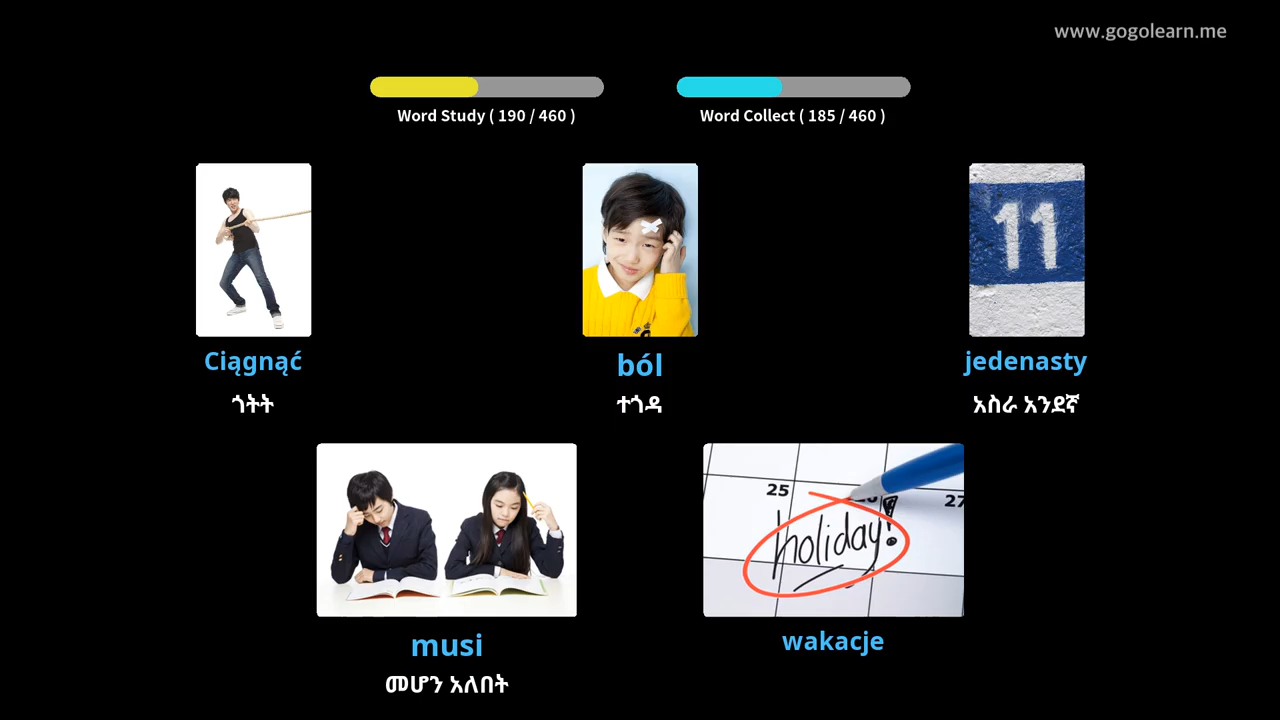 www.gogolearn.me
Word Study ( 190 / 460 )
Word Collect ( 185 / 460 )
11
Ciągnąć
ból
jedenasty
ጎትት
ተጎዳ
አስራ አንደኛ
25
27
holiday!
musi
wakacje
መሆን አለበት